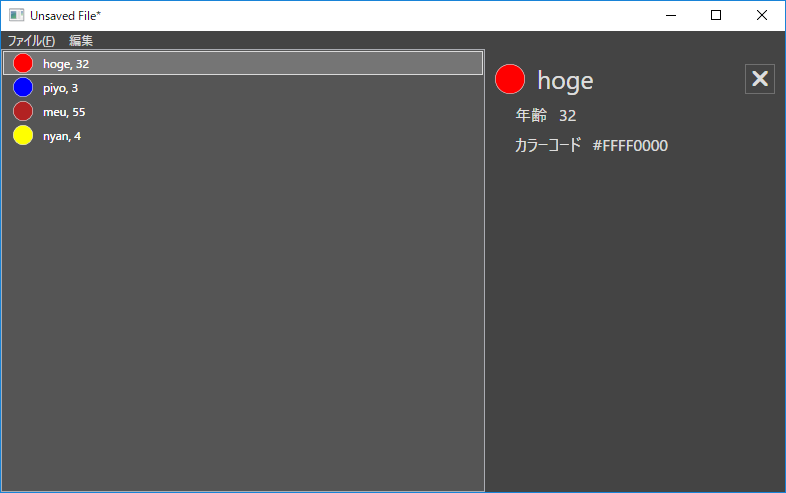 Unsaved File*
ファイル(F) 編集
hoge, 32
piyo, 3
meu, 55
nyan, 4
hoge
年齢 32
カラーコード #FFFF0000